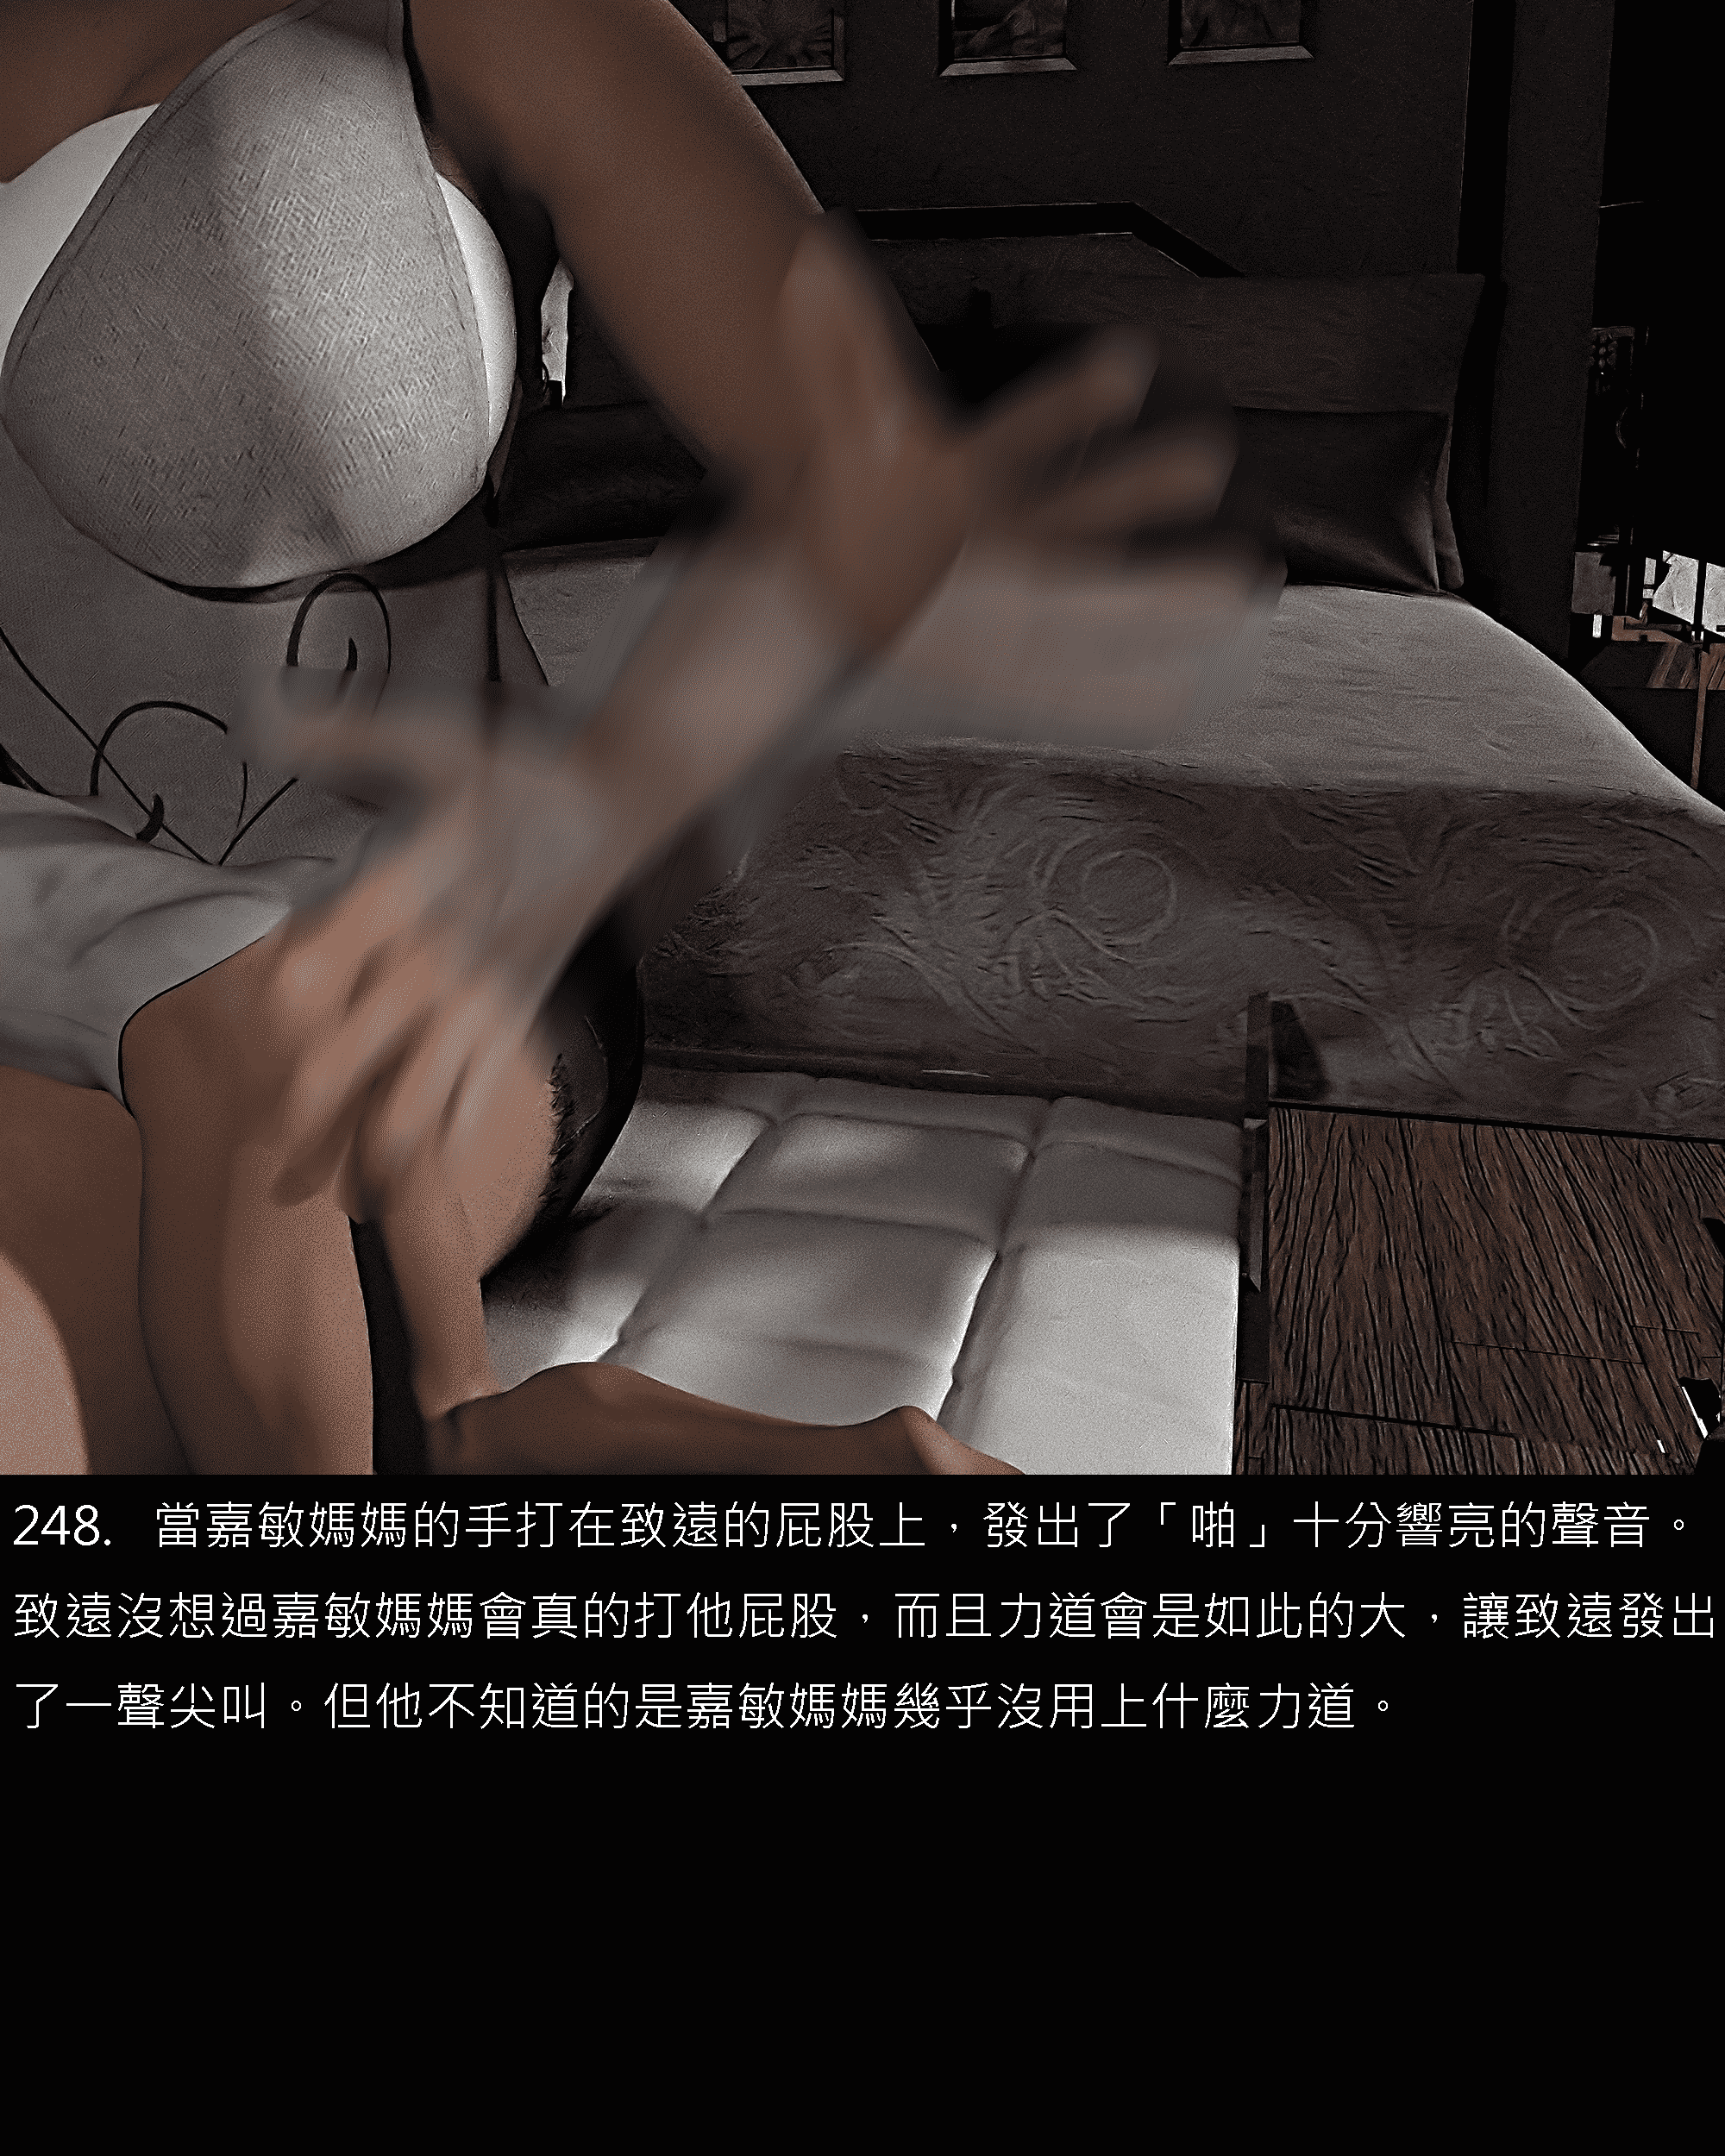 248. 當嘉敏媽媽的手打在致遠的屁股上，發出了「啪」十分響亮的聲音。
致遠沒想過嘉敏媽媽會真的打他屁股，而且力道會是如此的大，讓致遠發出
了一聲尖叫。但他不知道的是嘉敏媽媽幾乎沒用上什麼力道。